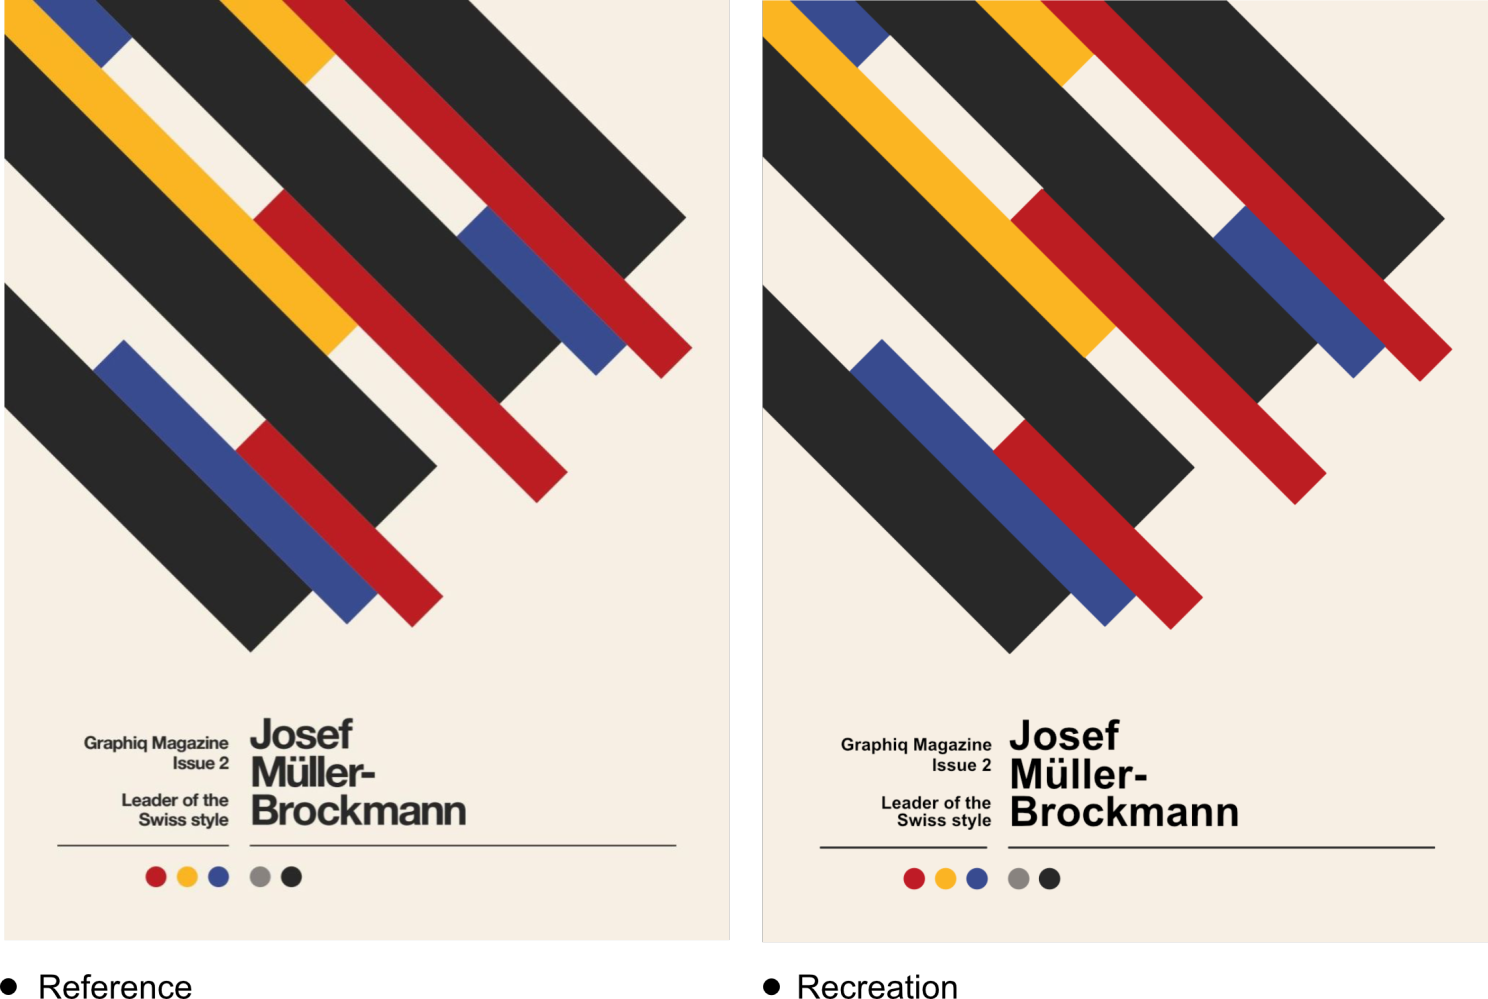 Graphiq Magazine
Issue 2
Leader of the
Swiss style
Josef
Müller-
Brockmann
Graphiq Magazine
Issue 2
Leader of the
Swiss style
Josef
Müller-
Brockmann
• Reference
• Recreation